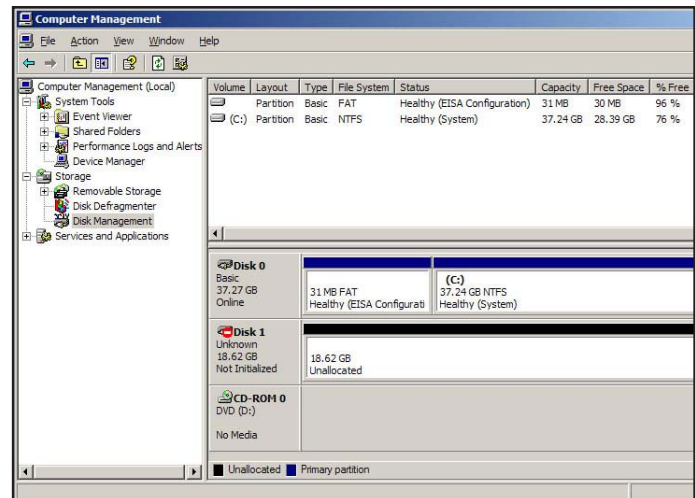 Computer Management
File Action View Window Help
Computer Management (Local)
System Tools
Event Viewer
Shared Folders
Performance Logs and Alerts
Device Manager
Storage
Removable Storage
Disk Defragmenter
Disk Management
Services and Applications
Volume Layout Type File System Status Capacity Free Space % Free
Partition Basic FAT Healthy (EISA Configuration) 31 MB 30 MB 96 %
(C:) Partition Basic NTFS Healthy (System) 37.24 GB 28.39 GB 76 %
Disk 0
Basic
37.27 GB
Online
31 MB FAT
Healthy (EISA Configurati
(C:)
37.24 GB NTFS
Healthy (System)
Disk 1
Unknown
18.62 GB
Not Initialized
18.62 GB
Unallocated
CD-ROM 0
DVD (D:)
No Media
Unallocated Primary partition